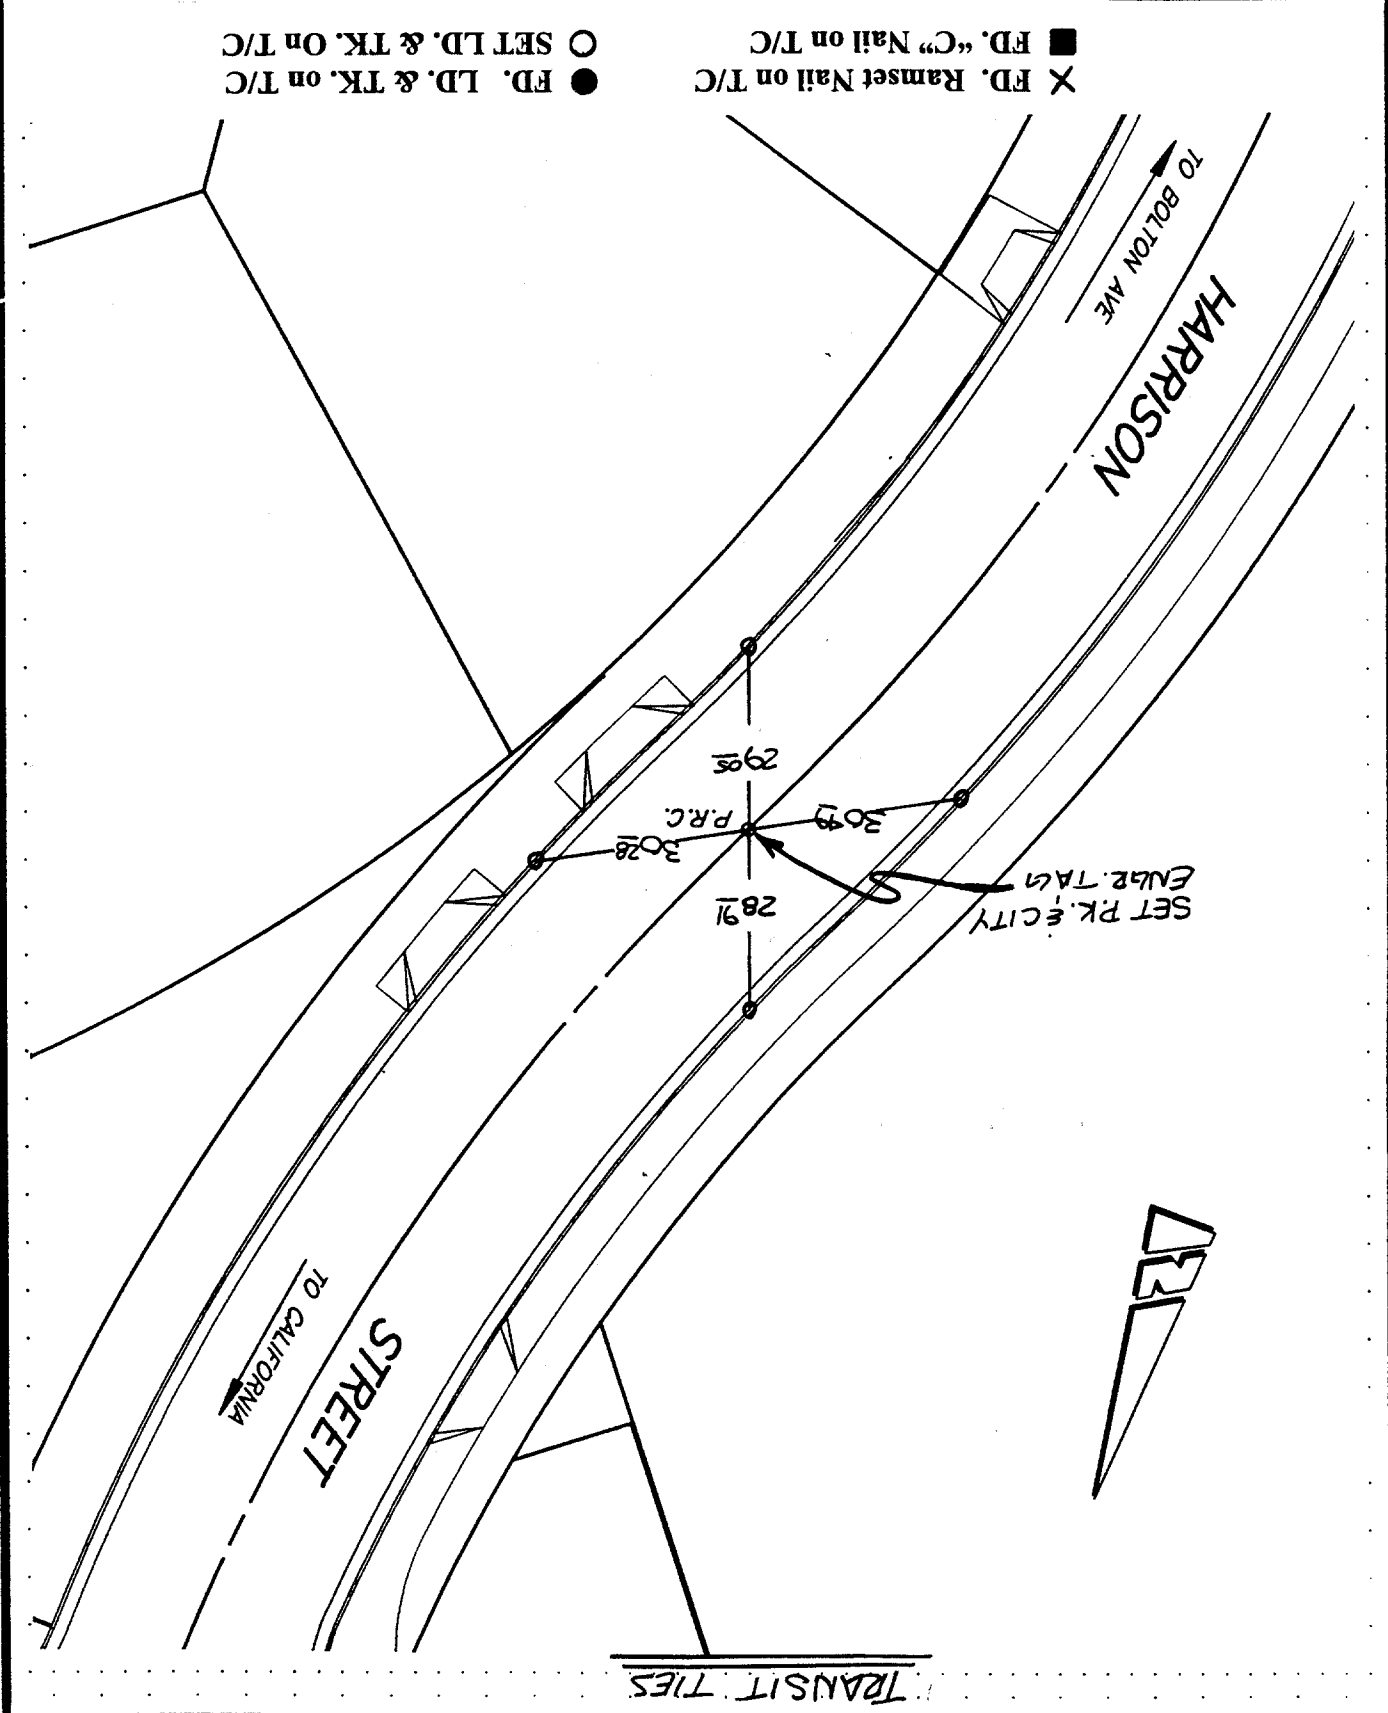 TRANSIT TIES
STREET
TO CALIFORNIA
N
SET P.K. & CITY
ENGR. TAG
28 91
30 28
30 49
P.R.C.
29 05
HARRISON
TO BOLTON AVE
X FD. Ramset Nail on T/C
■ FD. "C" Nail on T/C
● FD. LD. & TK. on T/C
○ SET LD. & TK. On T/C